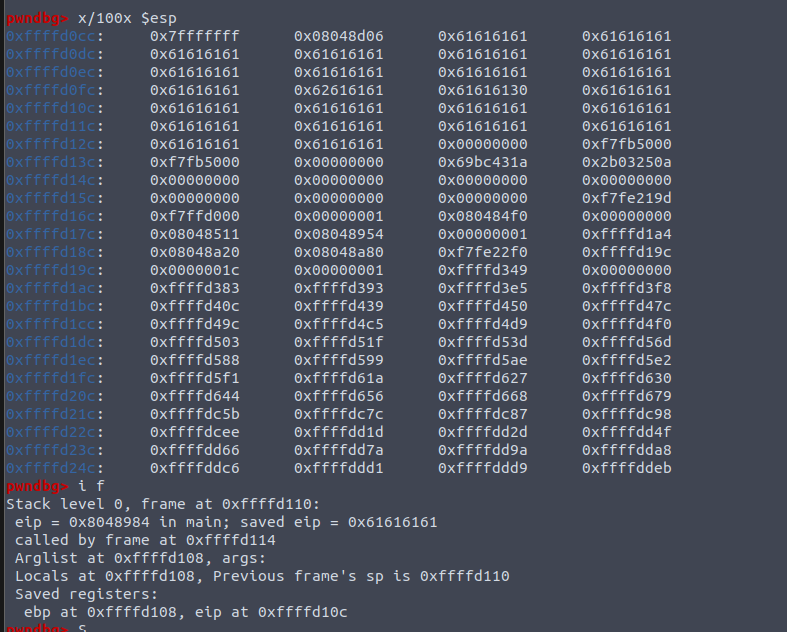 pwndbg> x/100x $esp
0xffffd0cc: 0x7fffffff 0x08048d06 0x61616161 0x61616161
0xffffd0dc: 0x61616161 0x61616161 0x61616161 0x61616161
0xffffd0ec: 0x61616161 0x61616161 0x61616161 0x61616161
0xffffd0fc: 0x61616161 0x62616161 0x61616130 0x61616161
0xffffd10c: 0x61616161 0x61616161 0x61616161 0x61616161
0xffffd11c: 0x61616161 0x61616161 0x61616161 0x61616161
0xffffd12c: 0x61616161 0x61616161 0x00000000 0xf7fb5000
0xffffd13c: 0xf7fb5000 0x00000000 0x69bc431a 0x2b03250a
0xffffd14c: 0x00000000 0x00000000 0x00000000 0x00000000
0xffffd15c: 0x00000000 0x00000000 0x00000000 0xf7fe219d
0xffffd16c: 0xf7ffd000 0x00000001 0x080484f0 0x00000000
0xffffd17c: 0x08048511 0x08048954 0x00000001 0xffffd1a4
0xffffd18c: 0x08048a20 0x08048a80 0xf7fe22f0 0xffffd19c
0xffffd19c: 0x0000001c 0x00000001 0xffffd349 0x00000000
0xffffd1ac: 0xffffd383 0xffffd393 0xffffd3e5 0xffffd3f8
0xffffd1bc: 0xffffd40c 0xffffd439 0xffffd450 0xffffd47c
0xffffd1cc: 0xffffd49c 0xffffd4c5 0xffffd4d9 0xffffd4f0
0xffffd1dc: 0xffffd503 0xffffd51f 0xffffd53d 0xffffd56d
0xffffd1ec: 0xffffd588 0xffffd599 0xffffd5ae 0xffffd5e2
0xffffd1fc: 0xffffd5f1 0xffffd61a 0xffffd627 0xffffd630
0xffffd20c: 0xffffd644 0xffffd656 0xffffd668 0xffffd679
0xffffd21c: 0xffffdc5b 0xffffdc7c 0xffffdc87 0xffffdc98
0xffffd22c: 0xffffdcee 0xffffdd1d 0xffffdd2d 0xffffdd4f
0xffffd23c: 0xffffdd66 0xffffdd7a 0xffffdd9a 0xffffdda8
0xffffd24c: 0xffffddc6 0xffffddd1 0xffffddd9 0xffffddeb
pwndbg> i f
Stack level 0, frame at 0xffffd110:
eip = 0x8048984 in main; saved eip = 0x61616161
called by frame at 0xffffd114
Arglist at 0xffffd108, args:
Locals at 0xffffd108, Previous frame's sp is 0xffffd110
Saved registers:
ebp at 0xffffd108, eip at 0xffffd10c
pwndbg> S